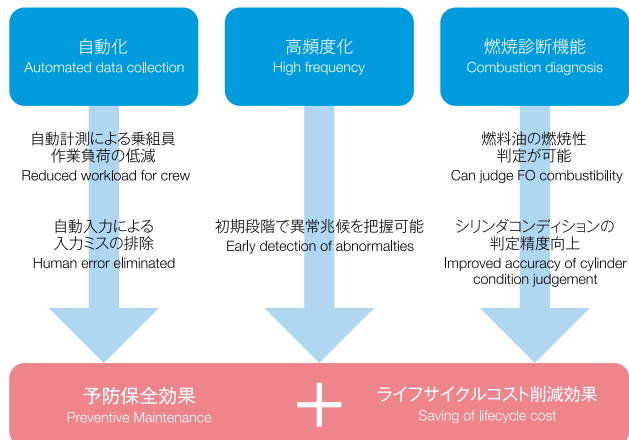 自動化
Automated data collection
高頻度化
High frequency
燃焼診断機能
Combustion diagnosis
自動計測による乗組員
作業負荷の低減
Reduced workload for crew
自動入力による
入力ミスの排除
Human error eliminated
初期段階で異常兆候を把握可能
Early detection of abnormalties
燃料油の燃焼性
判定が可能
Can judge FO combustibility
シリンダコンディションの
判定精度向上
Improved accuracy of cylinder
condition judgement
予防保全効果
Preventive Maintenance
+
ライフサイクルコスト削減効果
Saving of lifecycle cost